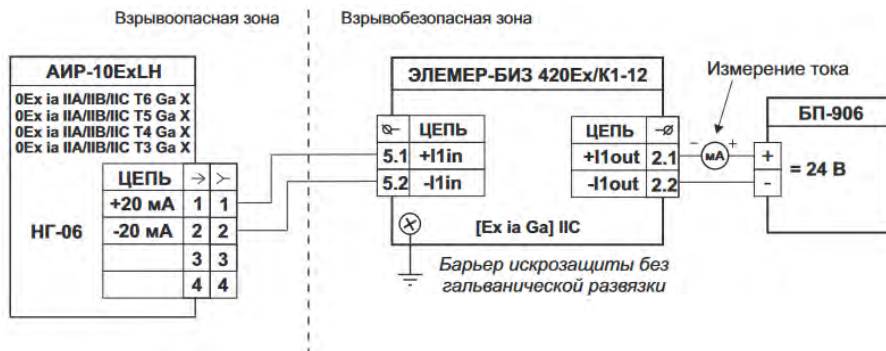 Взрывоопасная зона
Взрывобезопасная зона
АИР-10ExLH
0Ex ia IIA/IIB/IIC T6 Ga X
0Ex ia IIA/IIB/IIC T5 Ga X
0Ex ia IIA/IIB/IIC T4 Ga X
0Ex ia IIA/IIB/IIC T3 Ga X
ЦЕПЬ
+20 мА 1 1
-20 мА 2 2
3 3
4 4
НГ-06
ЭЛЕМЕР-БИЗ 420Ex/К1-12
ЦЕПЬ
5.1 +I1in
5.2 -I1in
ЦЕПЬ
+I1out 2.1
-I1out 2.2
[Ex ia Ga] IIC
Барьер искрозащиты без
гальванической развязки
Измерение тока
- +
мА
БП-906
+
-
= 24 В